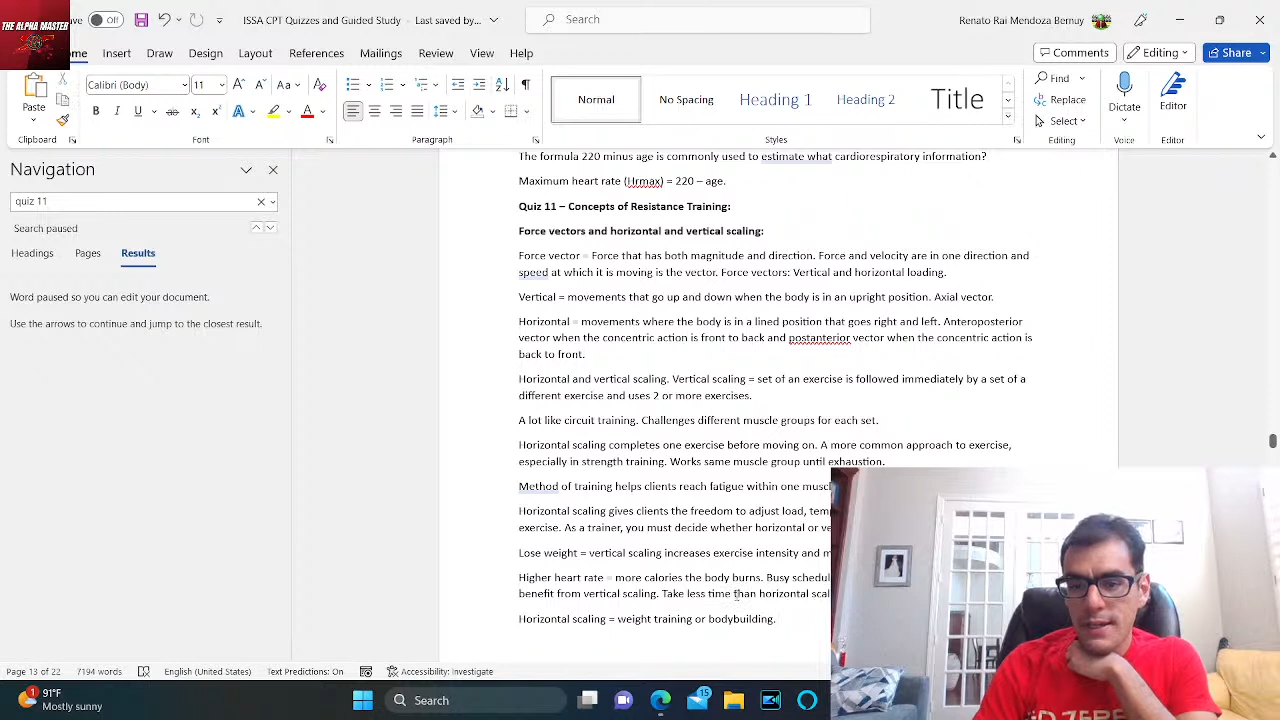 THE ALPHA MASTER
Off
ISSA CPT Quizzes and Guided Study - Last saved by...
Search
Renato Rai Mendoza Bernuy
Insert
Draw
Design
Layout
References
Mailings
Review
View
Help
Comments
Editing
Share
Paste
Calibri (Body)
11
Normal
No Spacing
Heading 1
Heading 2
Title
Find
Replace
Select
Dictate
Editor
Clipboard
Font
Paragraph
Styles
Editing
Voice
Editor
Navigation
quiz 11
Search paused
Headings
Pages
Results
Word paused so you can edit your document.
Use the arrows to continue and jump to the closest result.
The formula 220 minus age is commonly used to estimate what cardiorespiratory information?
Maximum heart rate (Hrmax) = 220 – age.
Quiz 11 – Concepts of Resistance Training:
Force vectors and horizontal and vertical scaling:
Force vector = Force that has both magnitude and direction. Force and velocity are in one direction and
speed at which it is moving is the vector. Force vectors: Vertical and horizontal loading.
Vertical = movements that go up and down when the body is in an upright position. Axial vector.
Horizontal = movements where the body is in a lined position that goes right and left. Anteroposterior
vector when the concentric action is front to back and postanterior vector when the concentric action is
back to front.
Horizontal and vertical scaling. Vertical scaling = set of an exercise is followed immediately by a set of a
different exercise and uses 2 or more exercises.
A lot like circuit training. Challenges different muscle groups for each set.
Horizontal scaling completes one exercise before moving on. A more common approach to exercise,
especially in strength training. Works same muscle group until exhaustion.
Method of training helps clients reach fatigue within one
Horizontal scaling gives clients the freedom to adjust load,
exercise. As a trainer, you must decide whether horizontal or
Lose weight = vertical scaling increases exercise intensity and
Higher heart rate = more calories the body burns. Busy
benefit from vertical scaling. Take less time than horizontal
Horizontal scaling = weight training or bodybuilding.
Page 13 of 22
7194 words
English (United States)
Text Predictions: On
Accessibility: Investigate
1
91°F
Mostly sunny
Search
15